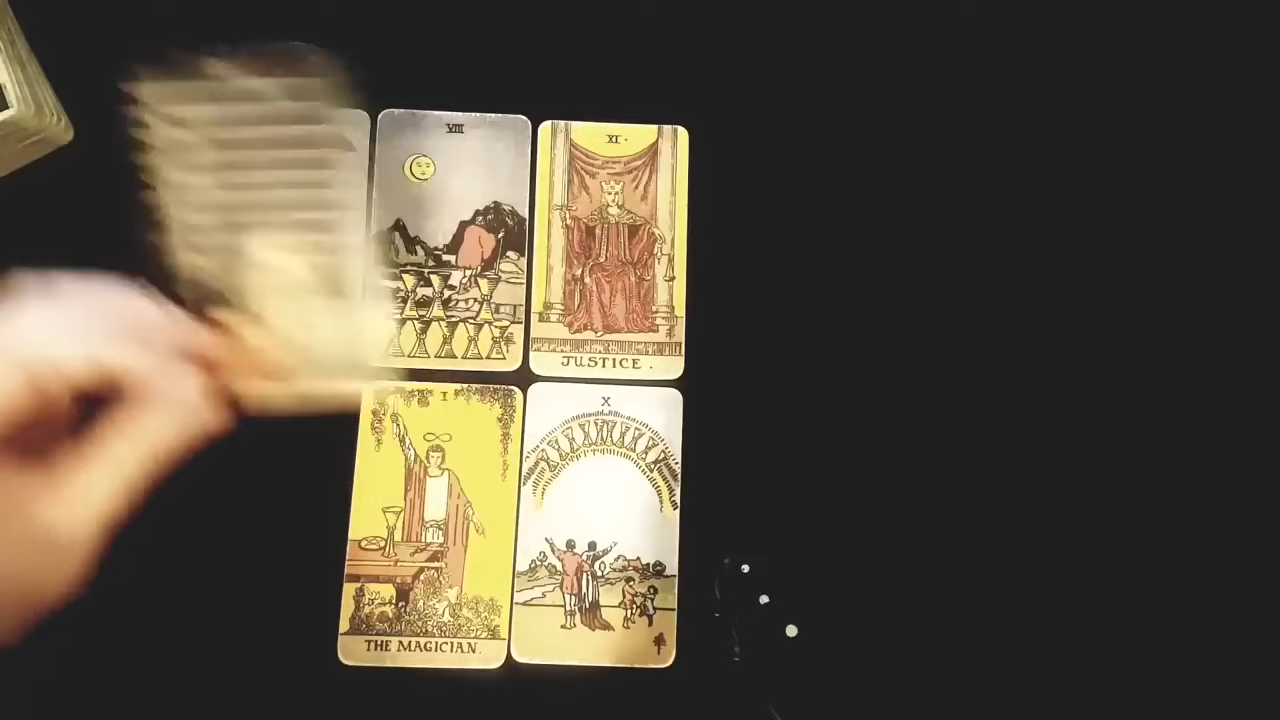 VIII
XI.
JUSTICE.
I
X
THE MAGICIAN.